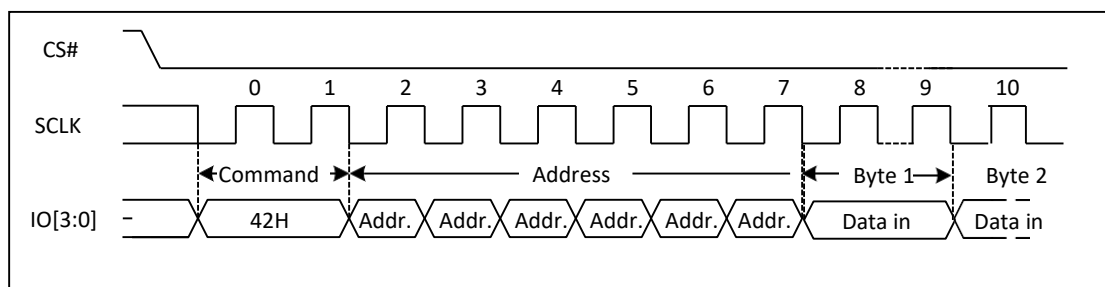 CS#
0 1 2 3 4 5 6 7 8 9 10
SCLK
Command Address Byte 1 Byte 2
IO[3:0] 42H Addr. Addr. Addr. Addr. Addr. Addr. Data in Data in